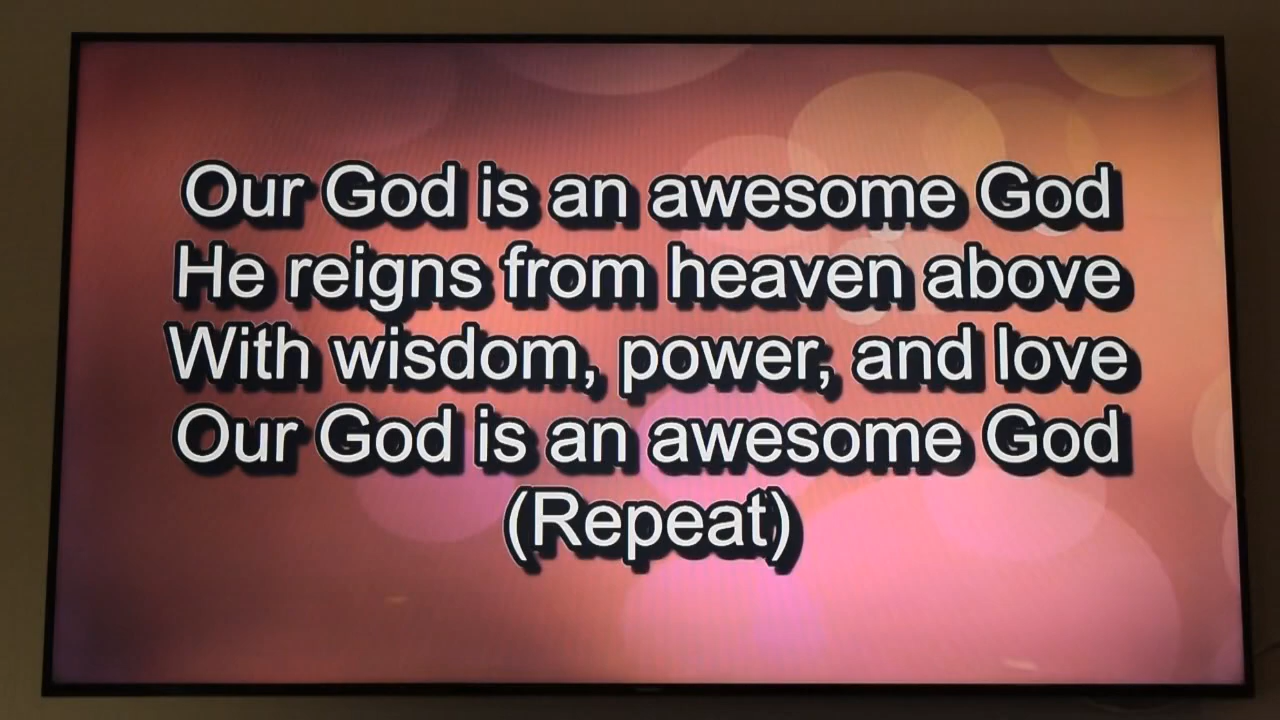 Our God is an awesome God
He reigns from heaven above
With wisdom, power, and love
Our God is an awesome God
(Repeat)